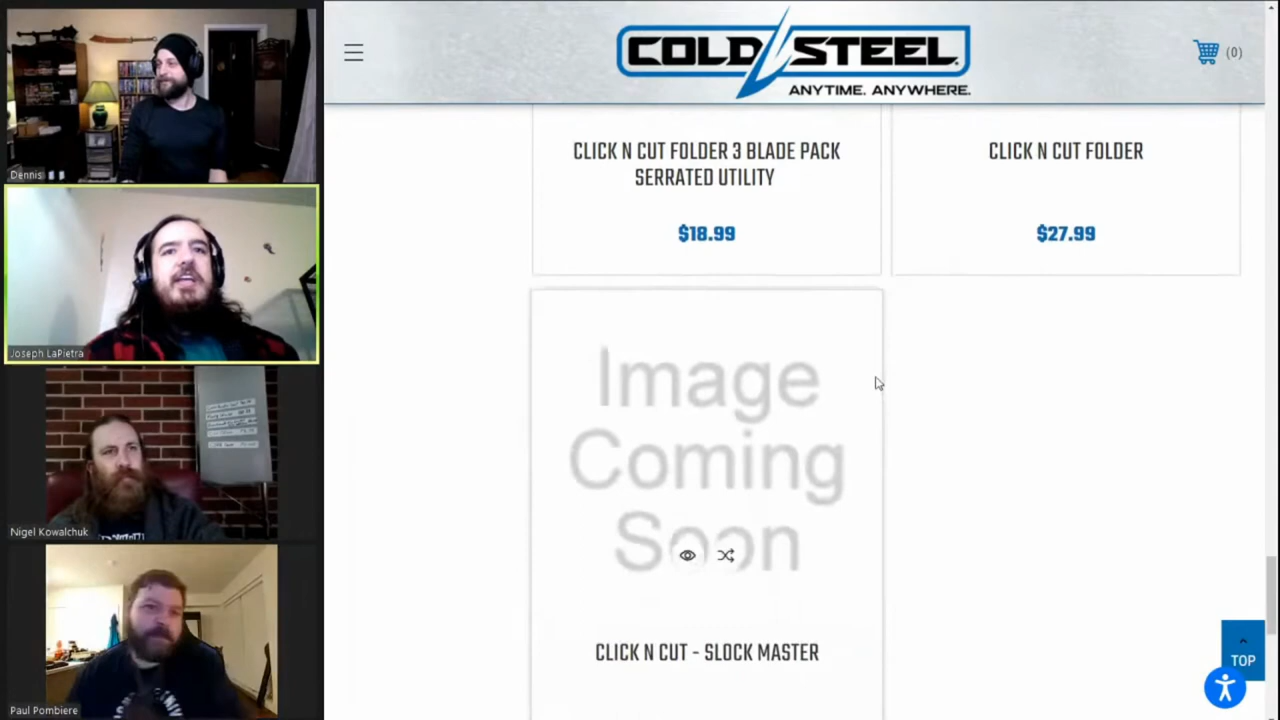 Dennis
Joseph LaPietra
Nigel Kowalchuk
Paul Pombiere
COLD STEEL
ANYTIME. ANYWHERE.
(0)
CLICK N CUT FOLDER 3 BLADE PACK
SERRATED UTILITY
$18.99
CLICK N CUT FOLDER
$27.99
Image
Coming
Soon
CLICK N CUT - SLOCK MASTER
TOP